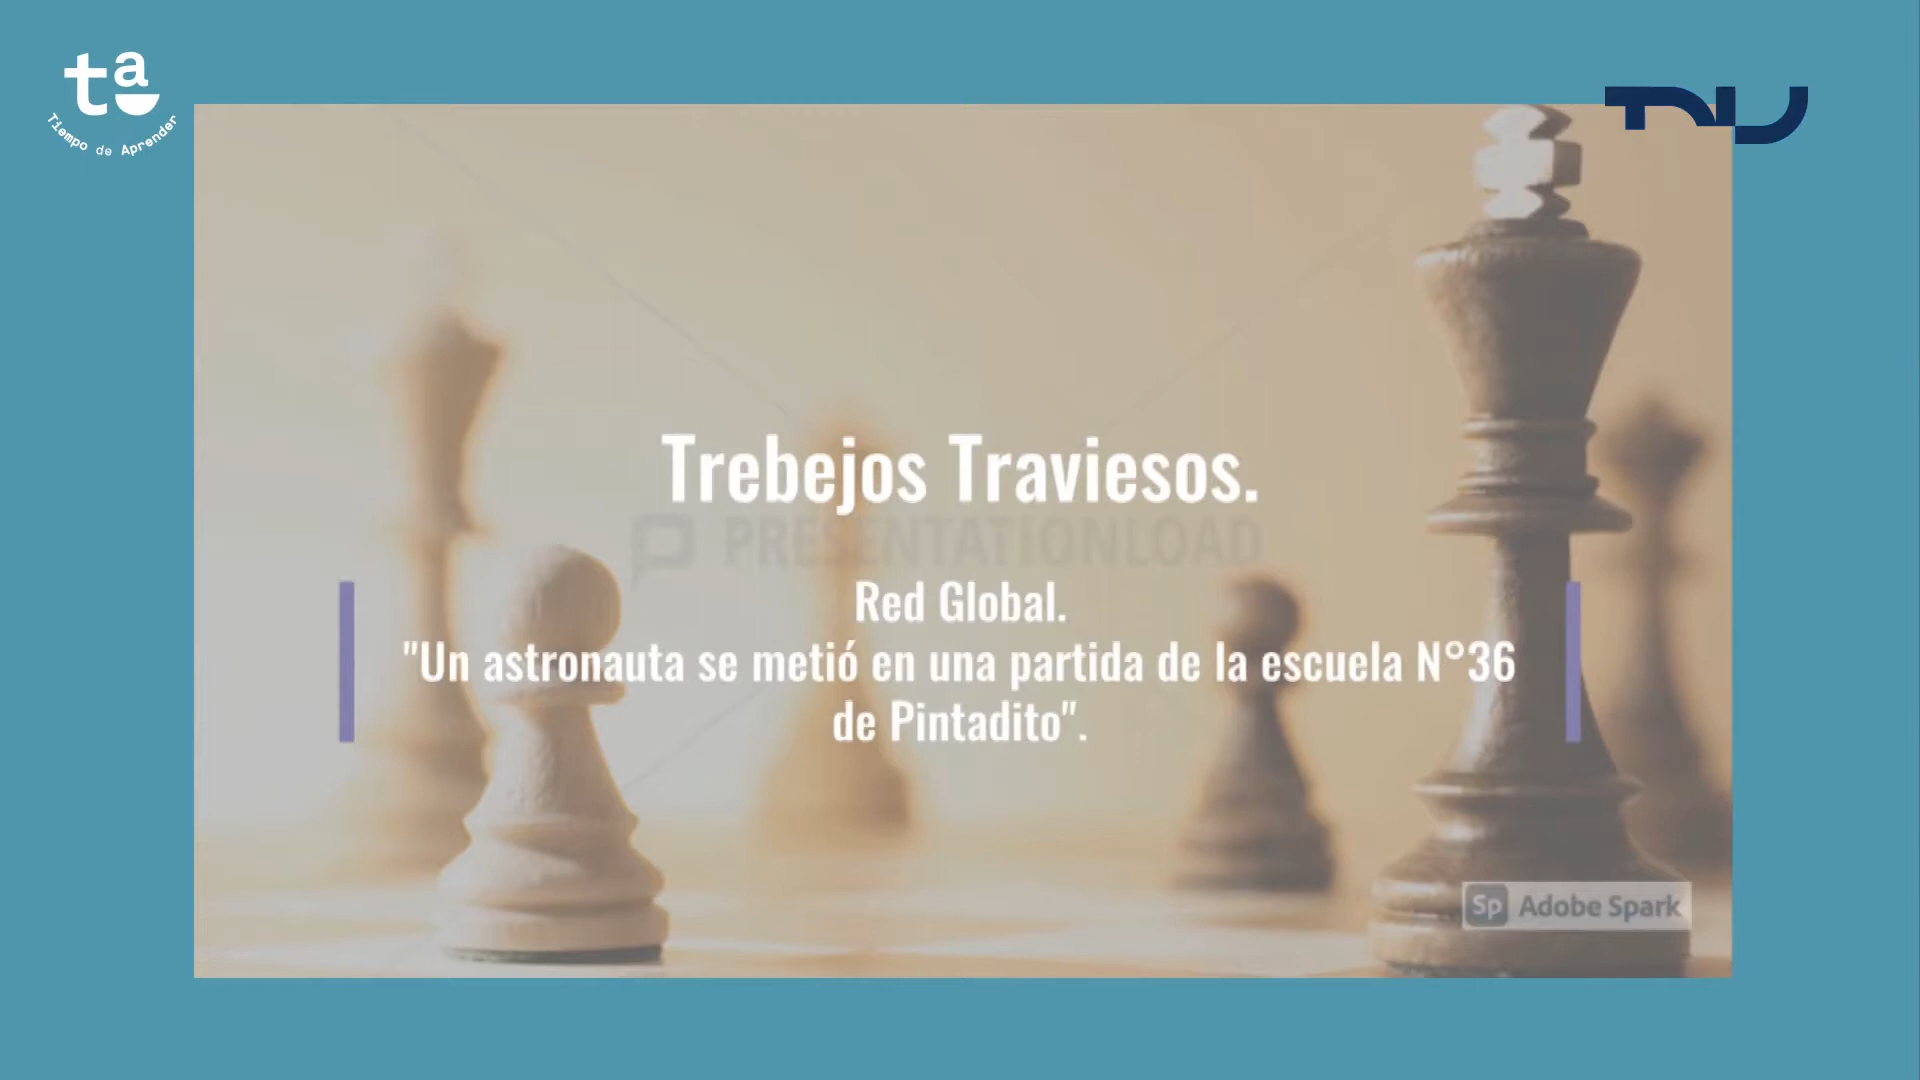 ta
Tiempo de Aprender
TNU
Trebejos Traviesos.
PRESENTATIONLOAD
Red Global.
"Un astronauta se metió en una partida de la escuela N°36
de Pintadito".
Sp Adobe Spark